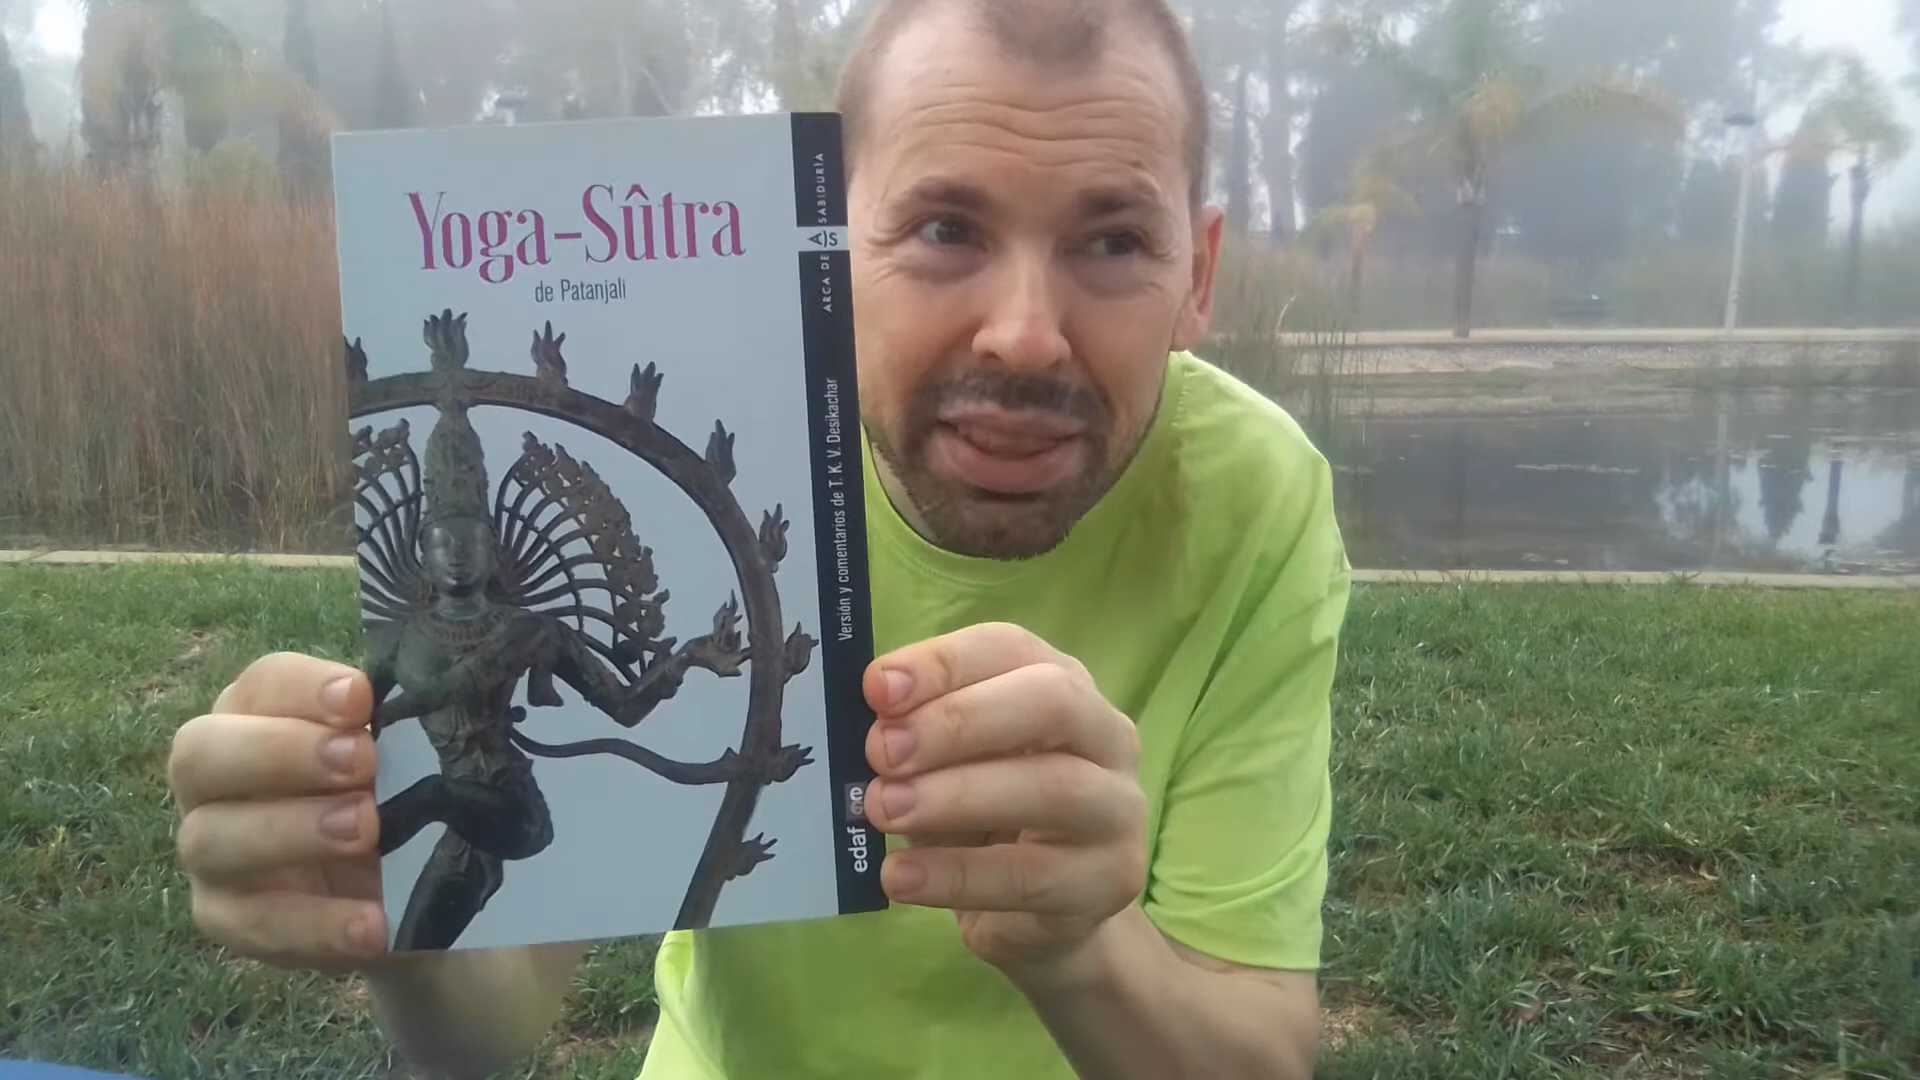 Yoga-Sûtra
de Patanjali
ARCA DE A)S SABIDURÍA
Versión y comentarios de T. K. V. Desikachar
edaf